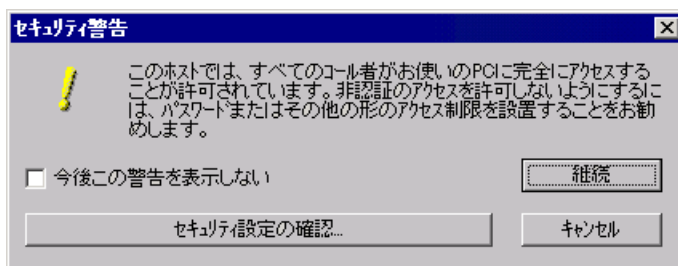 セキュリティ警告
このホストでは、すべてのコール者がお使いのPCに完全にアクセスする
ことが許可されています。非認証のアクセスを許可しないようにするに
は、パスワードまたはその他の形のアクセス制限を設置することをお勧
めします。
今後この警告を表示しない
継続
セキュリティ設定の確認...
キャンセル